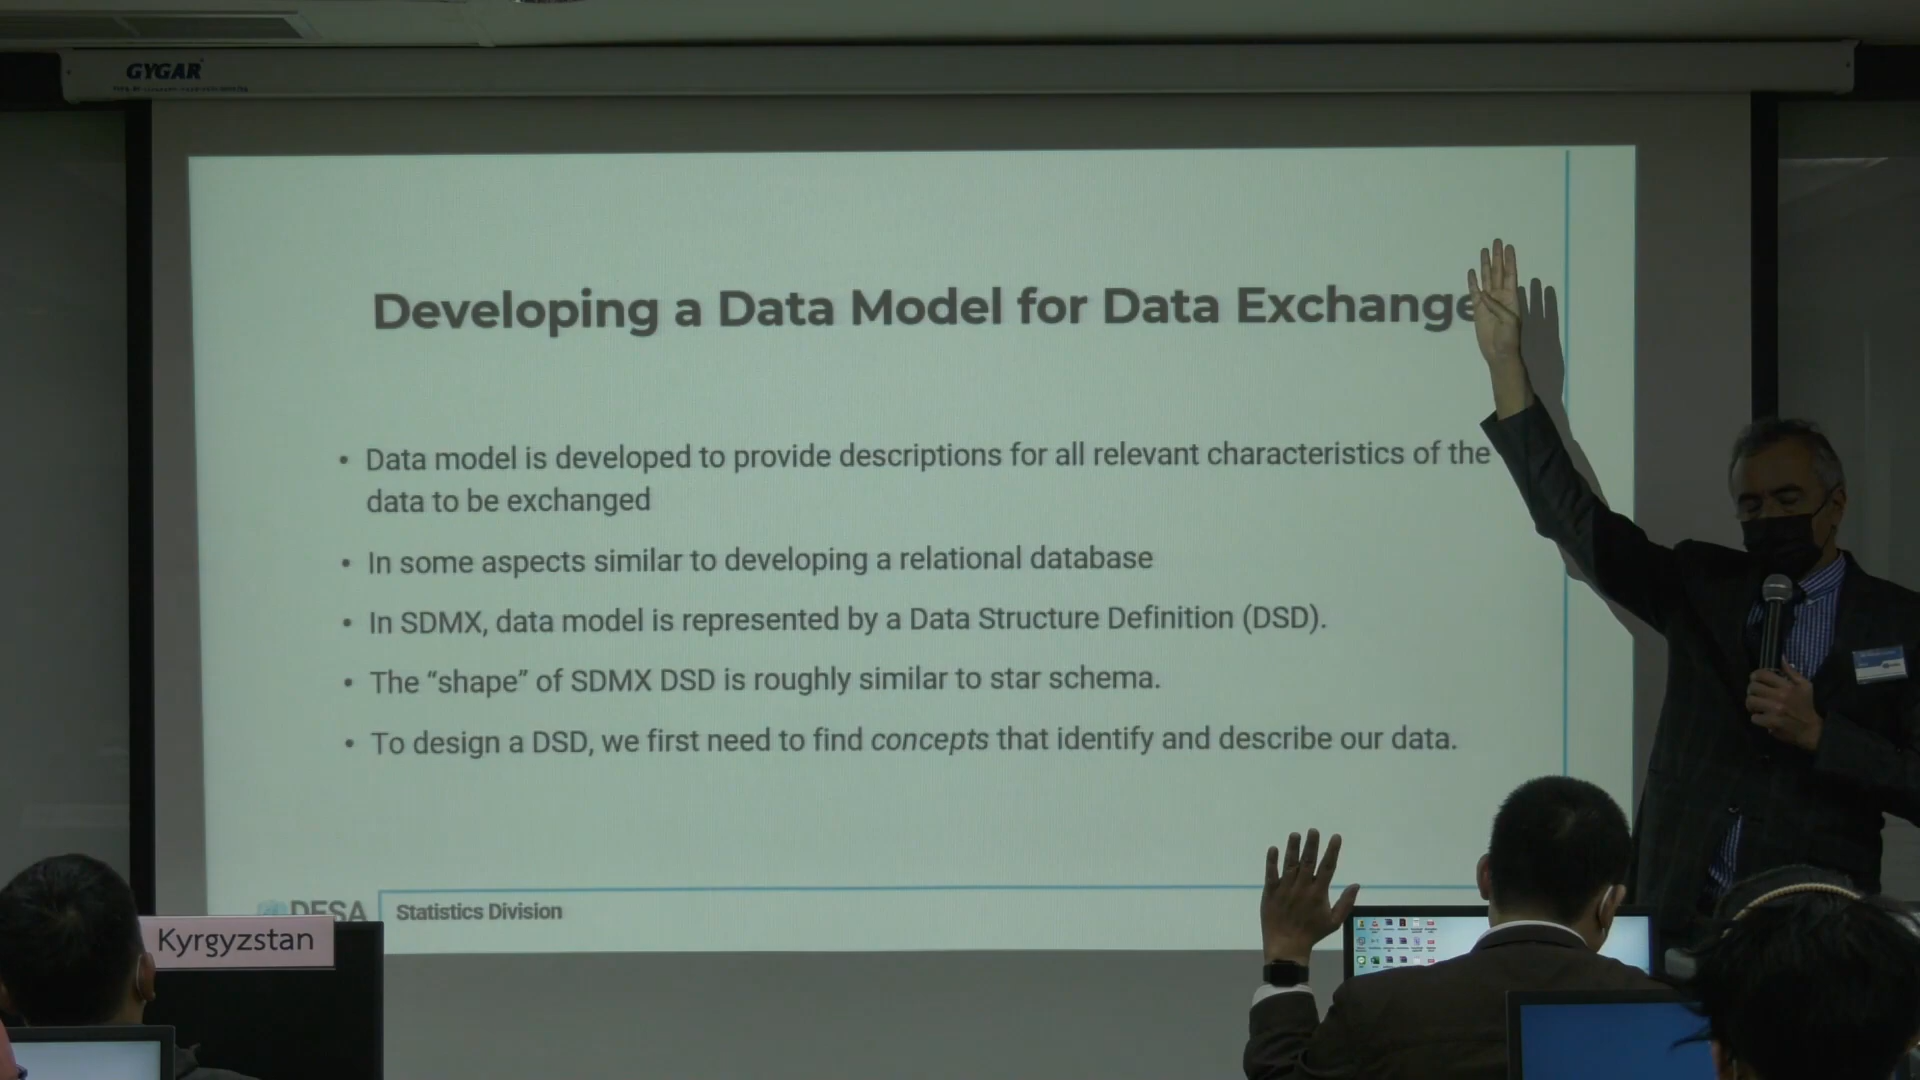 GYGAR
Developing a Data Model for Data Exchange
• Data model is developed to provide descriptions for all relevant characteristics of the
data to be exchanged
• In some aspects similar to developing a relational database
• In SDMX, data model is represented by a Data Structure Definition (DSD).
• The “shape” of SDMX DSD is roughly similar to star schema.
• To design a DSD, we first need to find concepts that identify and describe our data.
DESA
Statistics Division
Kyrgyzstan